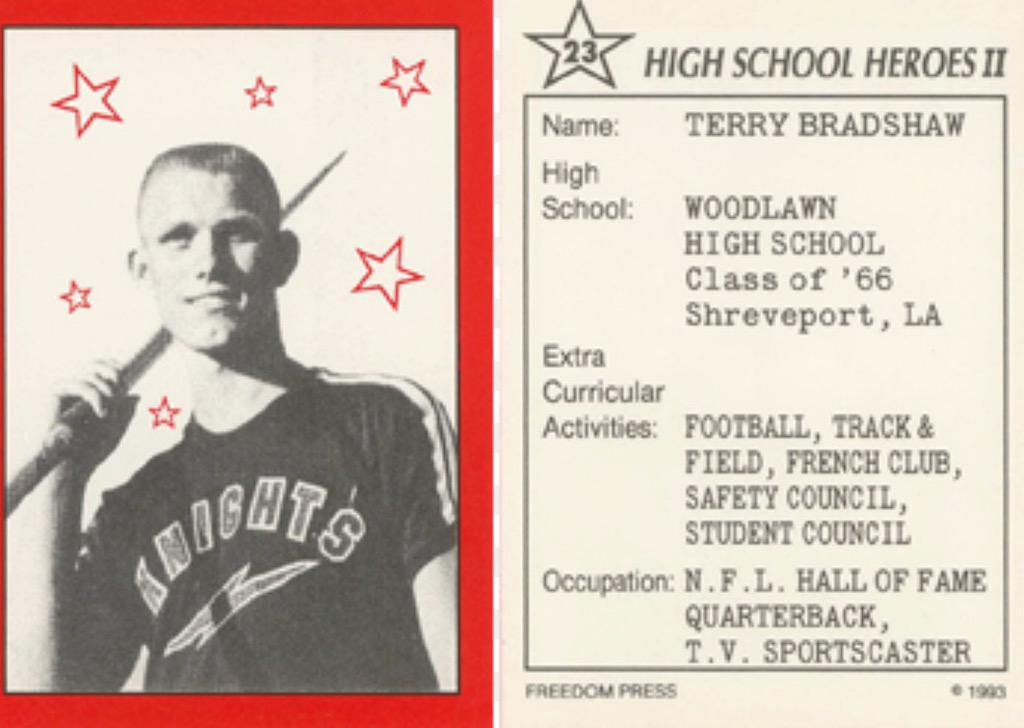 KNIGHTS
23
HIGH SCHOOL HEROES II
Name: TERRY BRADSHAW
High
School: WOODLAWN
HIGH SCHOOL
Class of '66
Shreveport, LA
Extra
Curricular
Activities: FOOTBALL, TRACK &
FIELD, FRENCH CLUB,
SAFETY COUNCIL,
STUDENT COUNCIL
Occupation: N.F.L. HALL OF FAME
QUARTERBACK,
T.V. SPORTSCASTER
FREEDOM PRESS © 1993